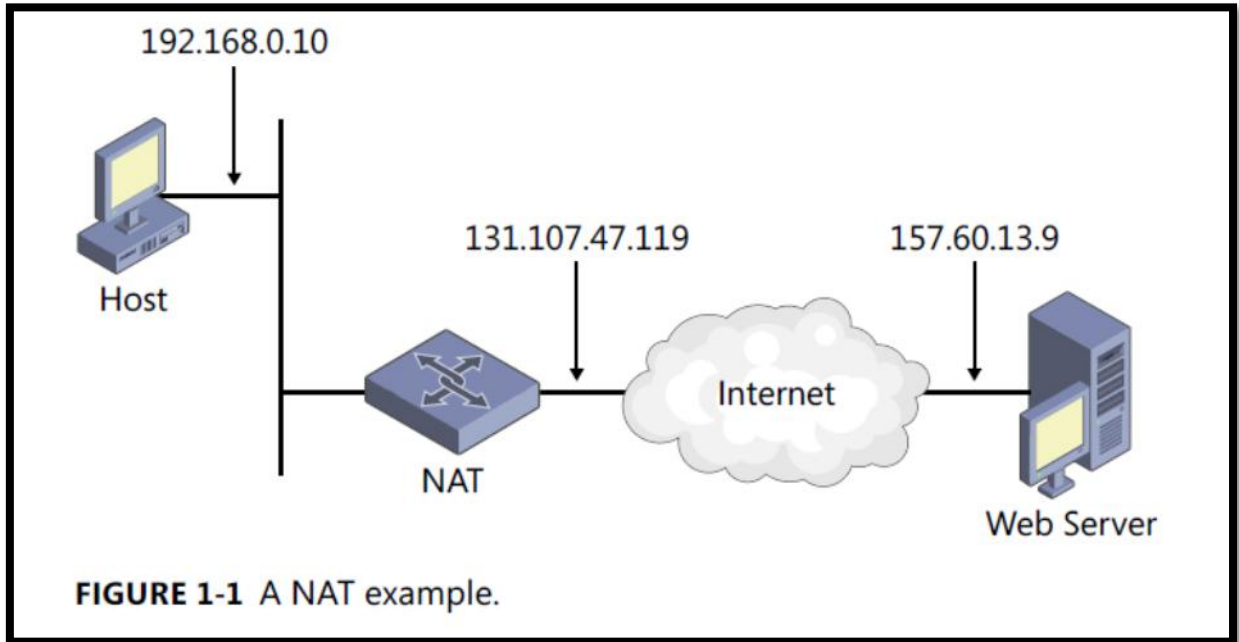 192.168.0.10
131.107.47.119
157.60.13.9
Host
Internet
NAT
Web Server
FIGURE 1-1 A NAT example.